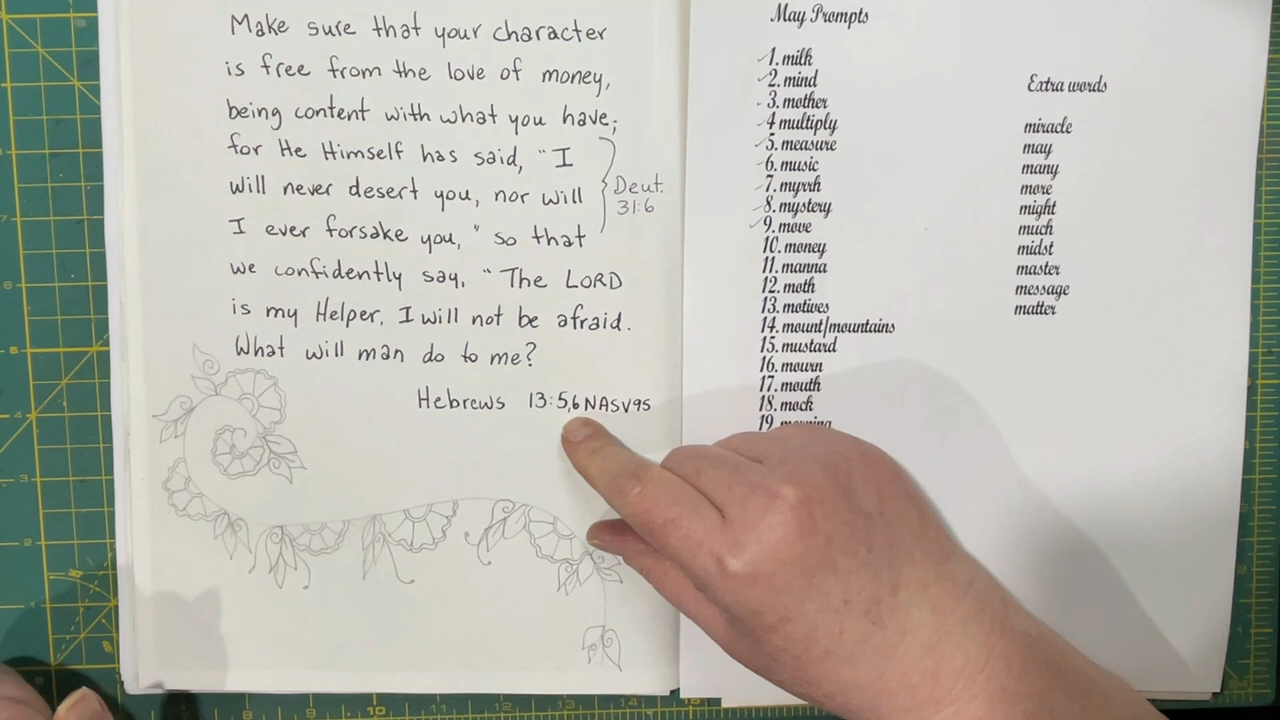 Make sure that your character
is free from the love of money,
being content with what you have;
for He Himself has said, "I
will never desert you, nor will
I ever forsake you," so that
we confidently say, "The LORD
is my Helper, I will not be afraid.
What will man do to me?
Deut.
31:6
Hebrews 13:5,6 NASV95
May Prompts
1. milk
2. mind
3. mother
4 multiply
5. measure
6. music
7. myrrh
8. mystery
9. move
10. money
11. manna
12. moth
13. motives
14. mount/mountains
15. mustard
16. mourn
17. mouth
18. mock
19.
Extra words
miracle
may
many
more
might
much
midst
master
message
matter